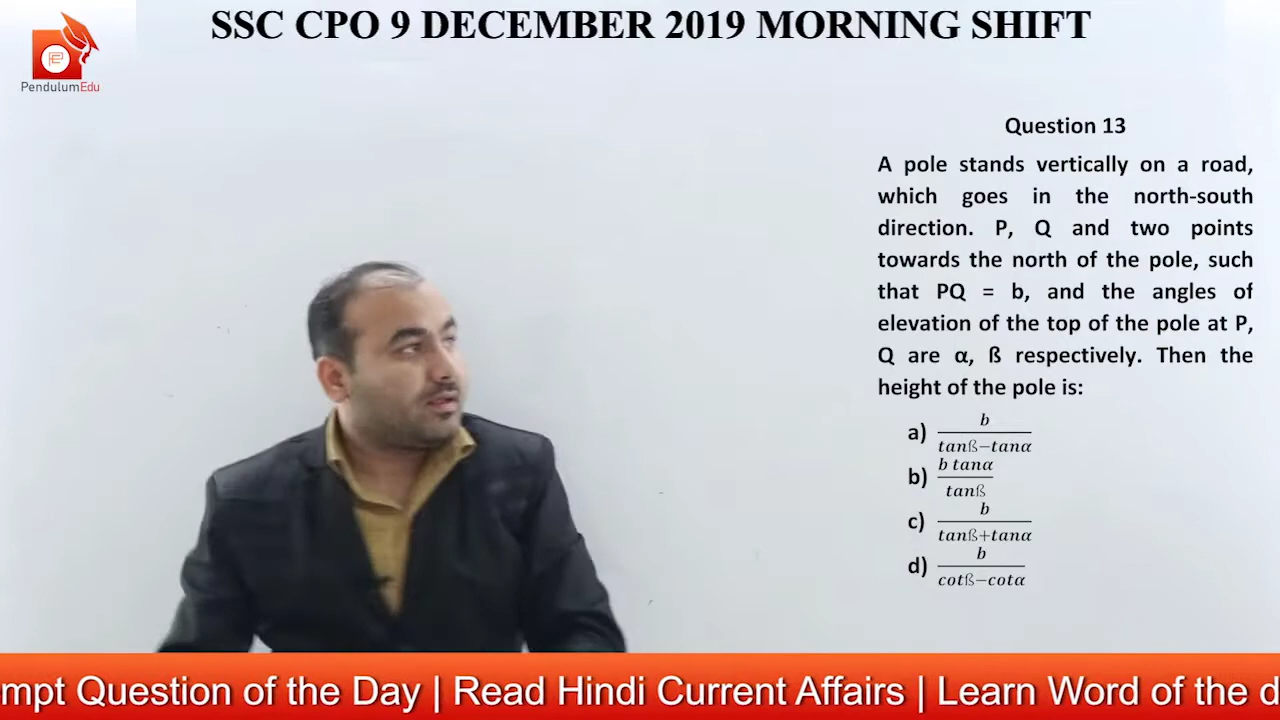 SSC CPO 9 DECEMBER 2019 MORNING SHIFT
PendulumEdu
Question 13
A pole stands vertically on a road,
which goes in the north-south
direction. P, Q and two points
towards the north of the pole, such
that PQ = b, and the angles of
elevation of the top of the pole at P,
Q are α, ß respectively. Then the
height of the pole is:
a) b
tanß−tanα
b) b tanα
tanß
c) b
tanß+tanα
d) b
cotß−cotα
mpt Question of the Day | Read Hindi Current Affairs | Learn Word of the d